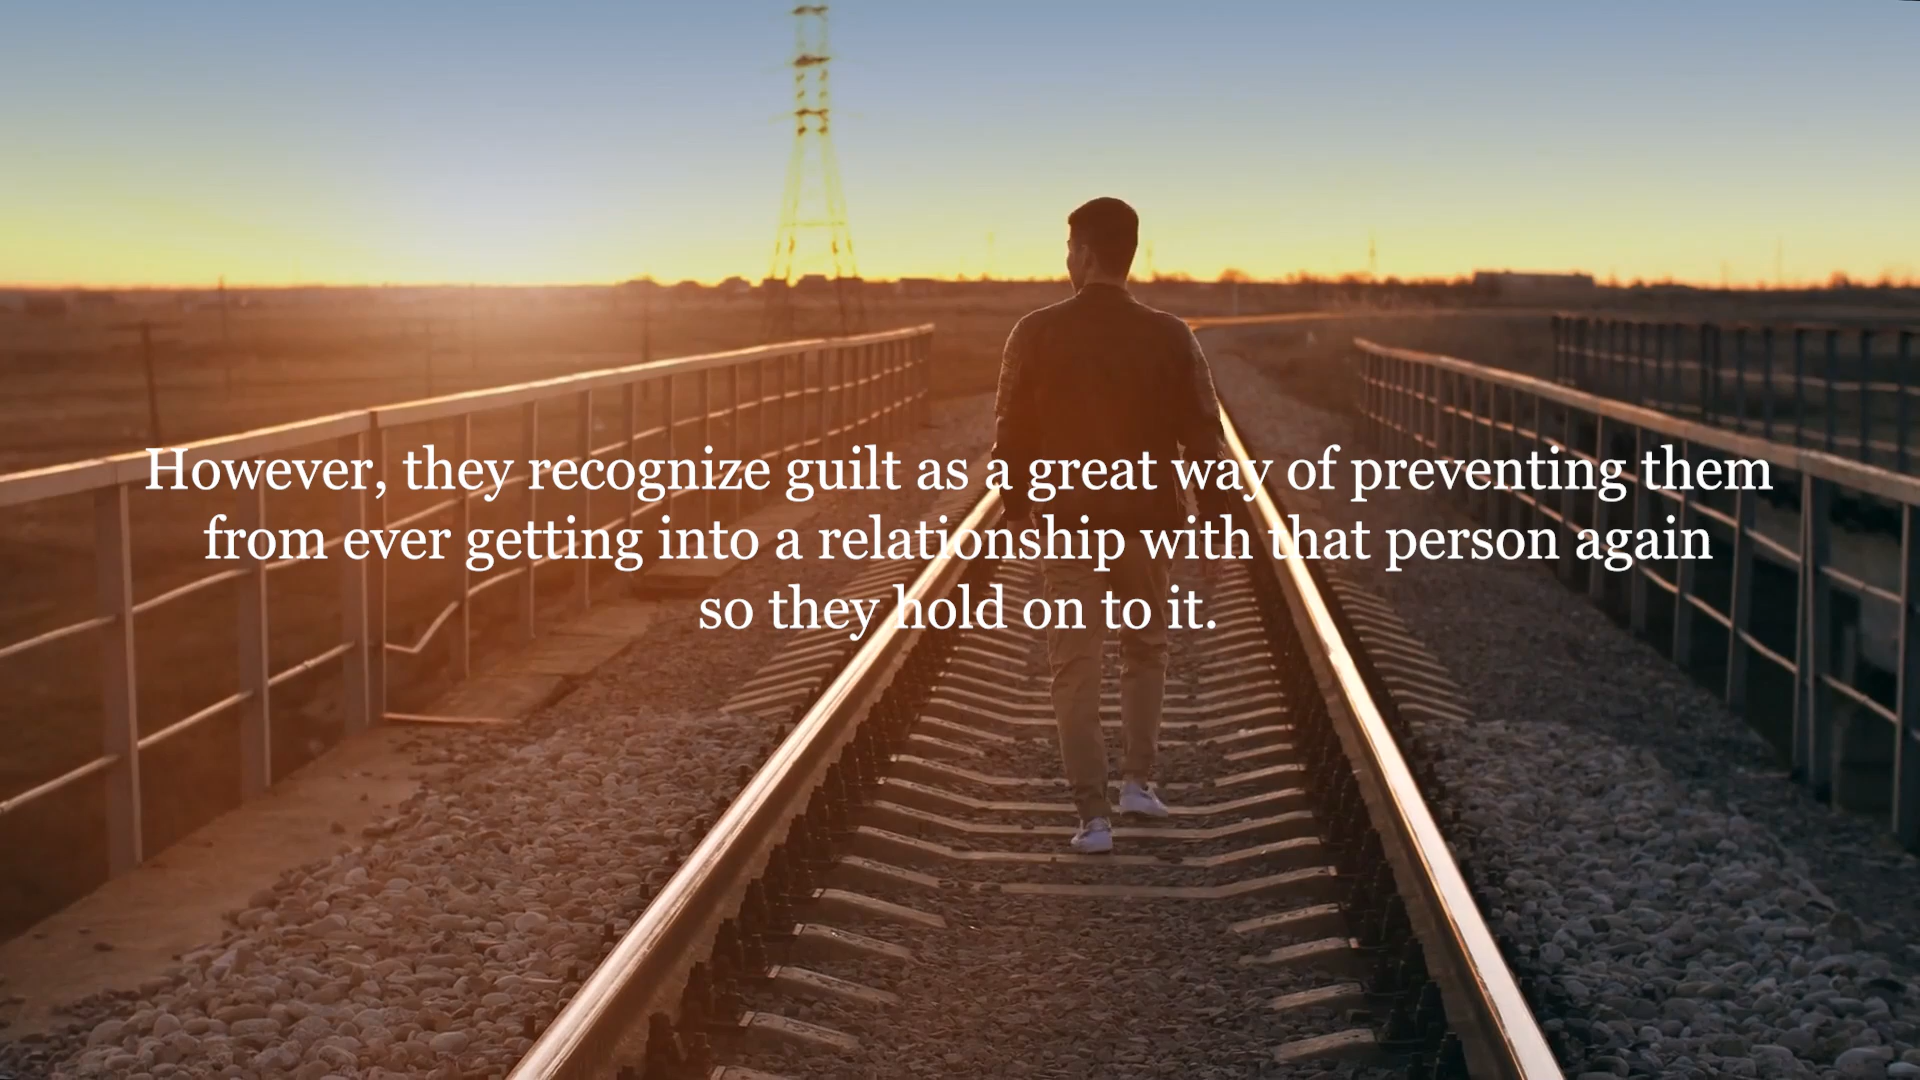 However, they recognize guilt as a great way of preventing them
from ever getting into a relationship with that person again
so they hold on to it.